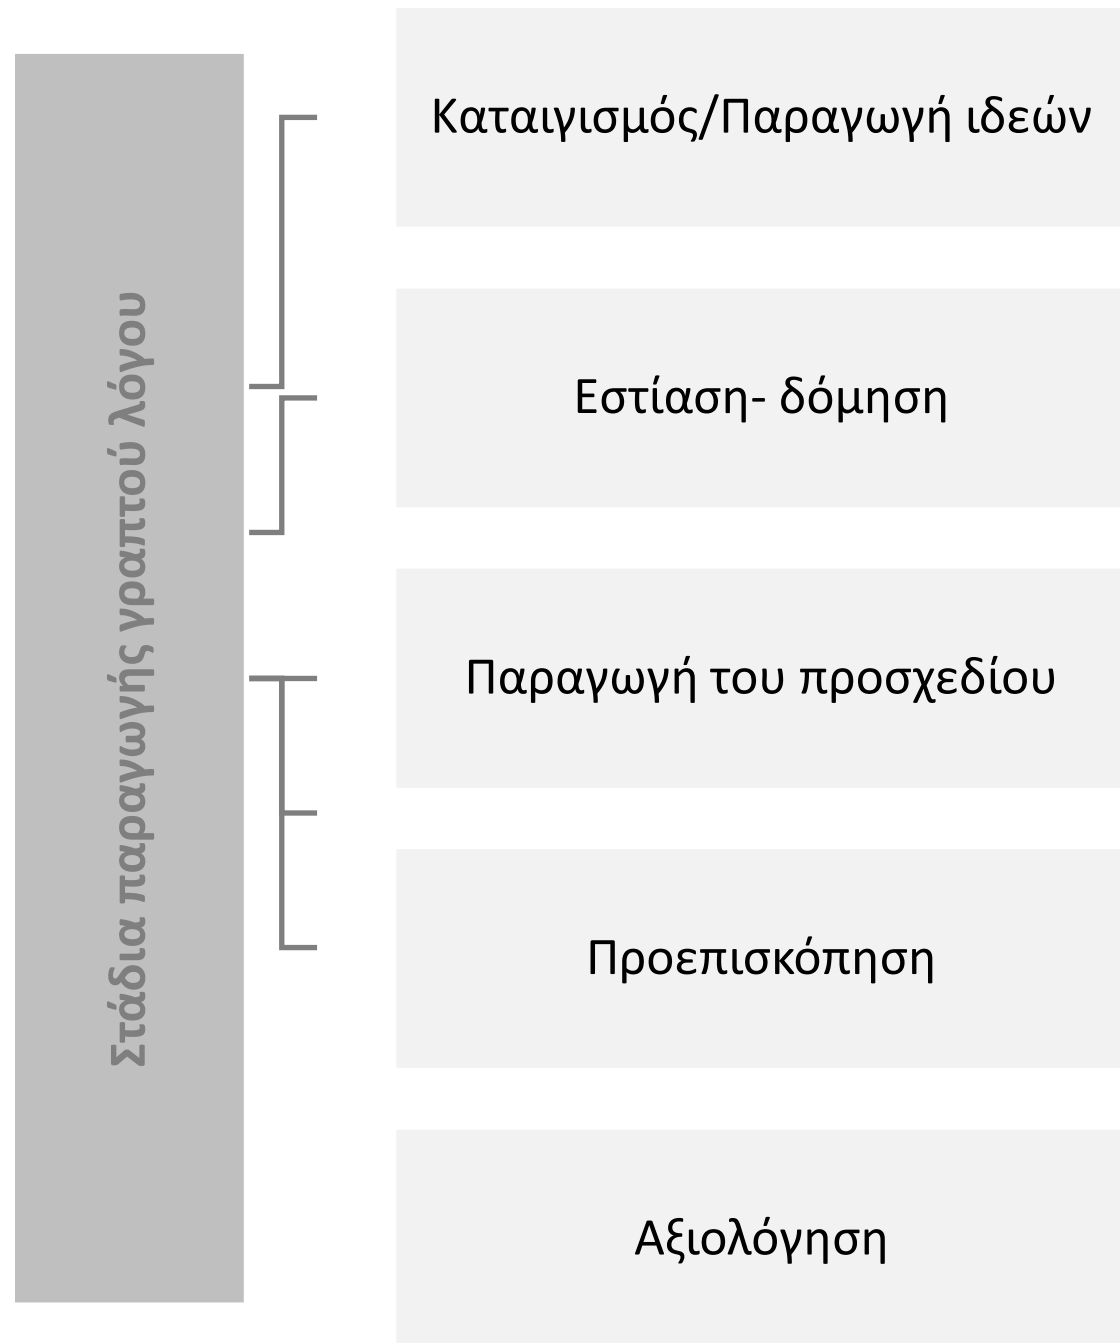 Στάδια παραγωγής γραπτού λόγου
Καταιγισμός/Παραγωγή ιδεών
Εστίαση- δόμηση
Παραγωγή του προσχεδίου
Προεπισκόπηση
Αξιολόγηση